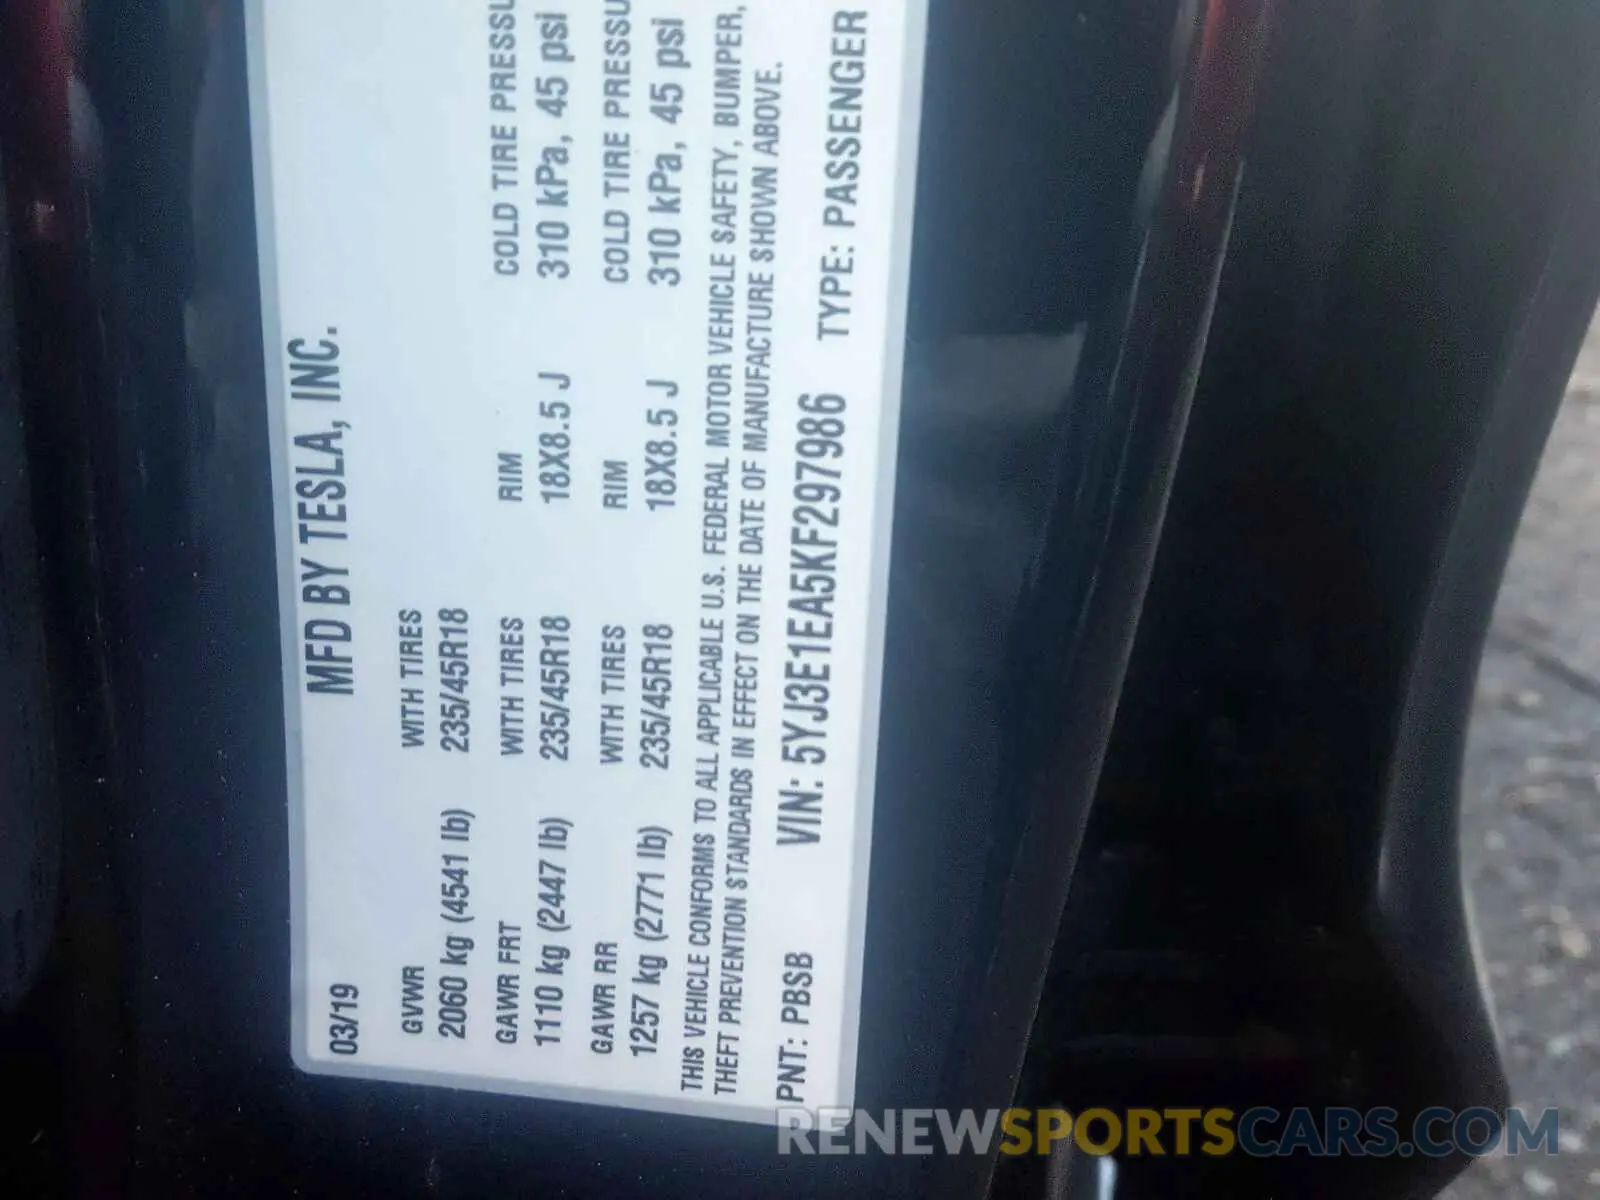 MFD BY TESLA, INC.
03/19
GVWR WITH TIRES
2060 kg (4541 lb) 235/45R18
GAWR FRT WITH TIRES RIM COLD TIRE PRESSU
1110 kg (2447 lb) 235/45R18 18X8.5 J 310 kPa, 45 psi
GAWR RR WITH TIRES RIM COLD TIRE PRESSU
1257 kg (2771 lb) 235/45R18 18X8.5 J 310 kPa, 45 psi
THIS VEHICLE CONFORMS TO ALL APPLICABLE U.S. FEDERAL MOTOR VEHICLE SAFETY, BUMPER,
THEFT PREVENTION STANDARDS IN EFFECT ON THE DATE OF MANUFACTURE SHOWN ABOVE.
PNT: PBSB VIN: 5YJ3E1EA5KF297986 TYPE: PASSENGER
RENEWSPORTSCARS.COM